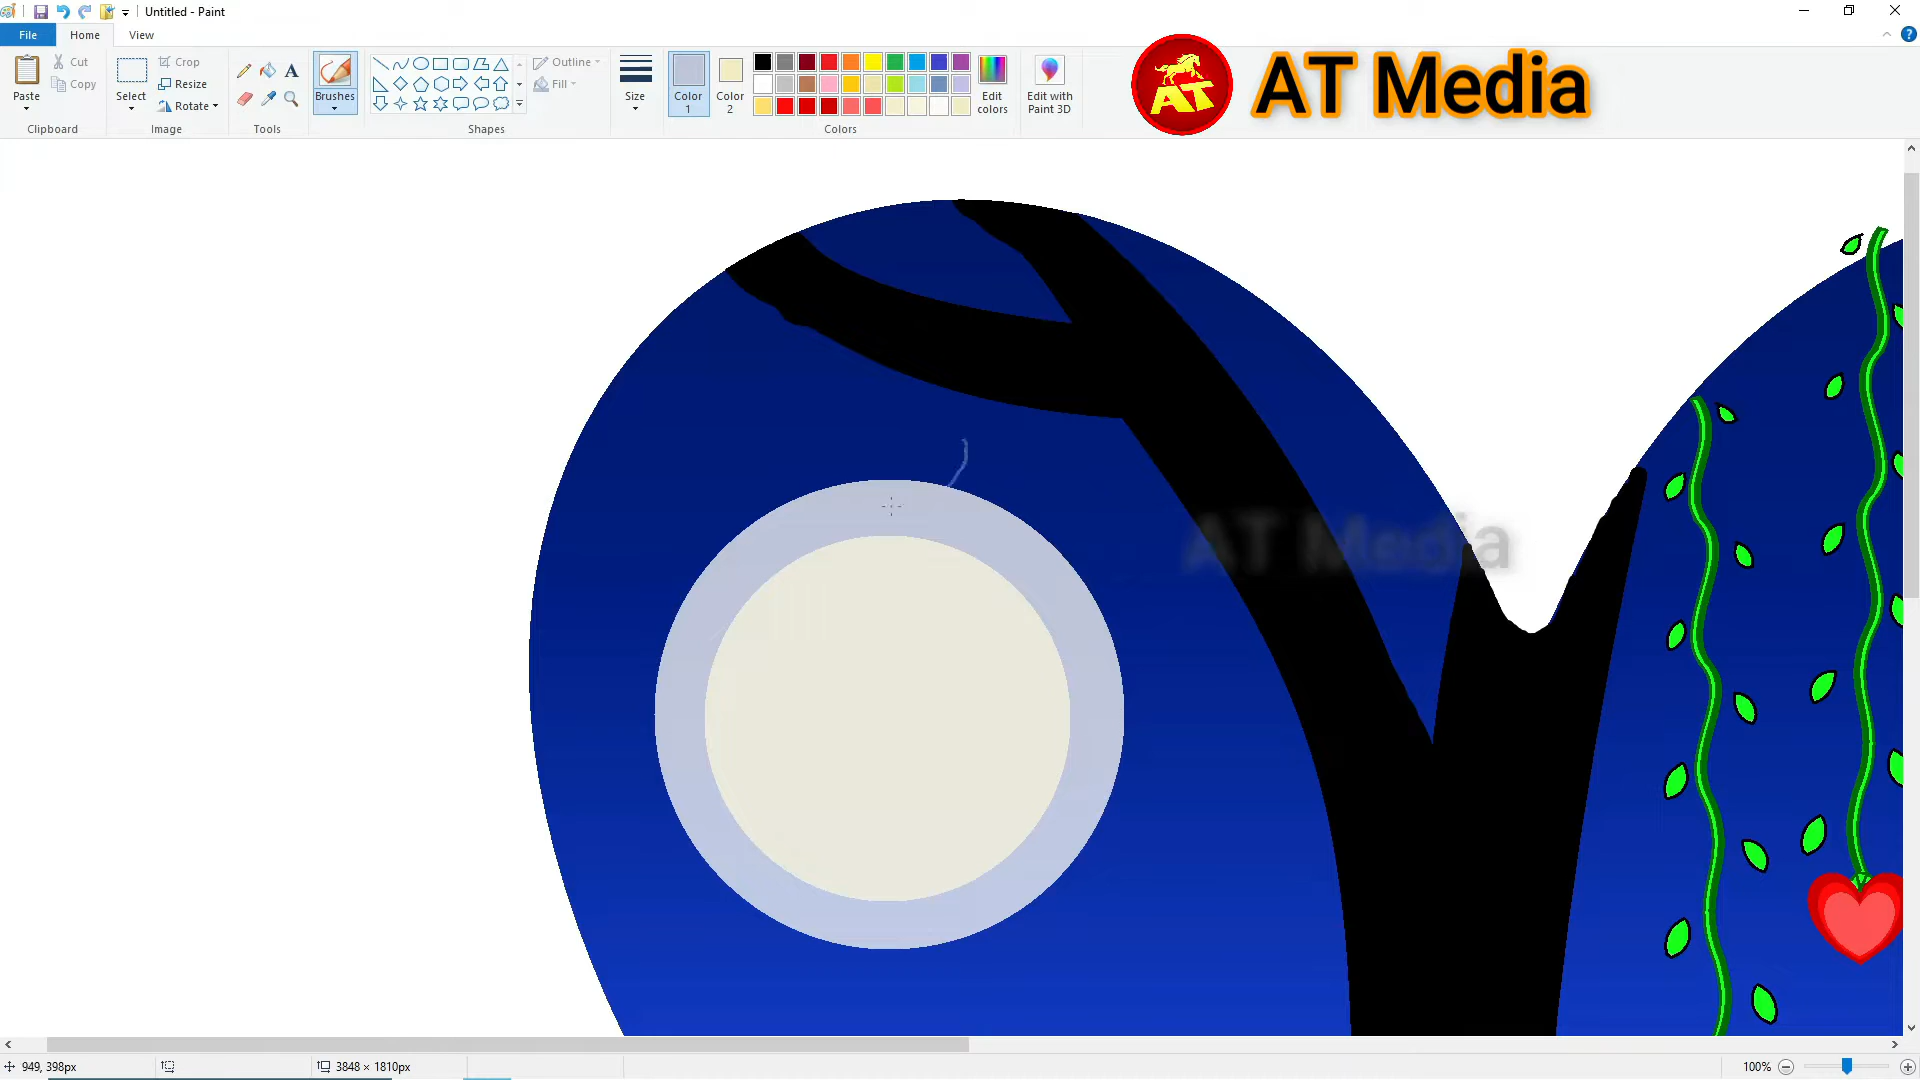 Untitled - Paint
File Home View
Paste
Cut
Copy
Clipboard
Select
Crop
Resize
Rotate
Image
A
Tools
Brushes
Outline
Fill
Shapes
Size
Color 1
Color 2
Edit colors
Colors
Edit with Paint 3D
AT
AT Media
AT Media
949, 398px
3848 × 1810px
100%